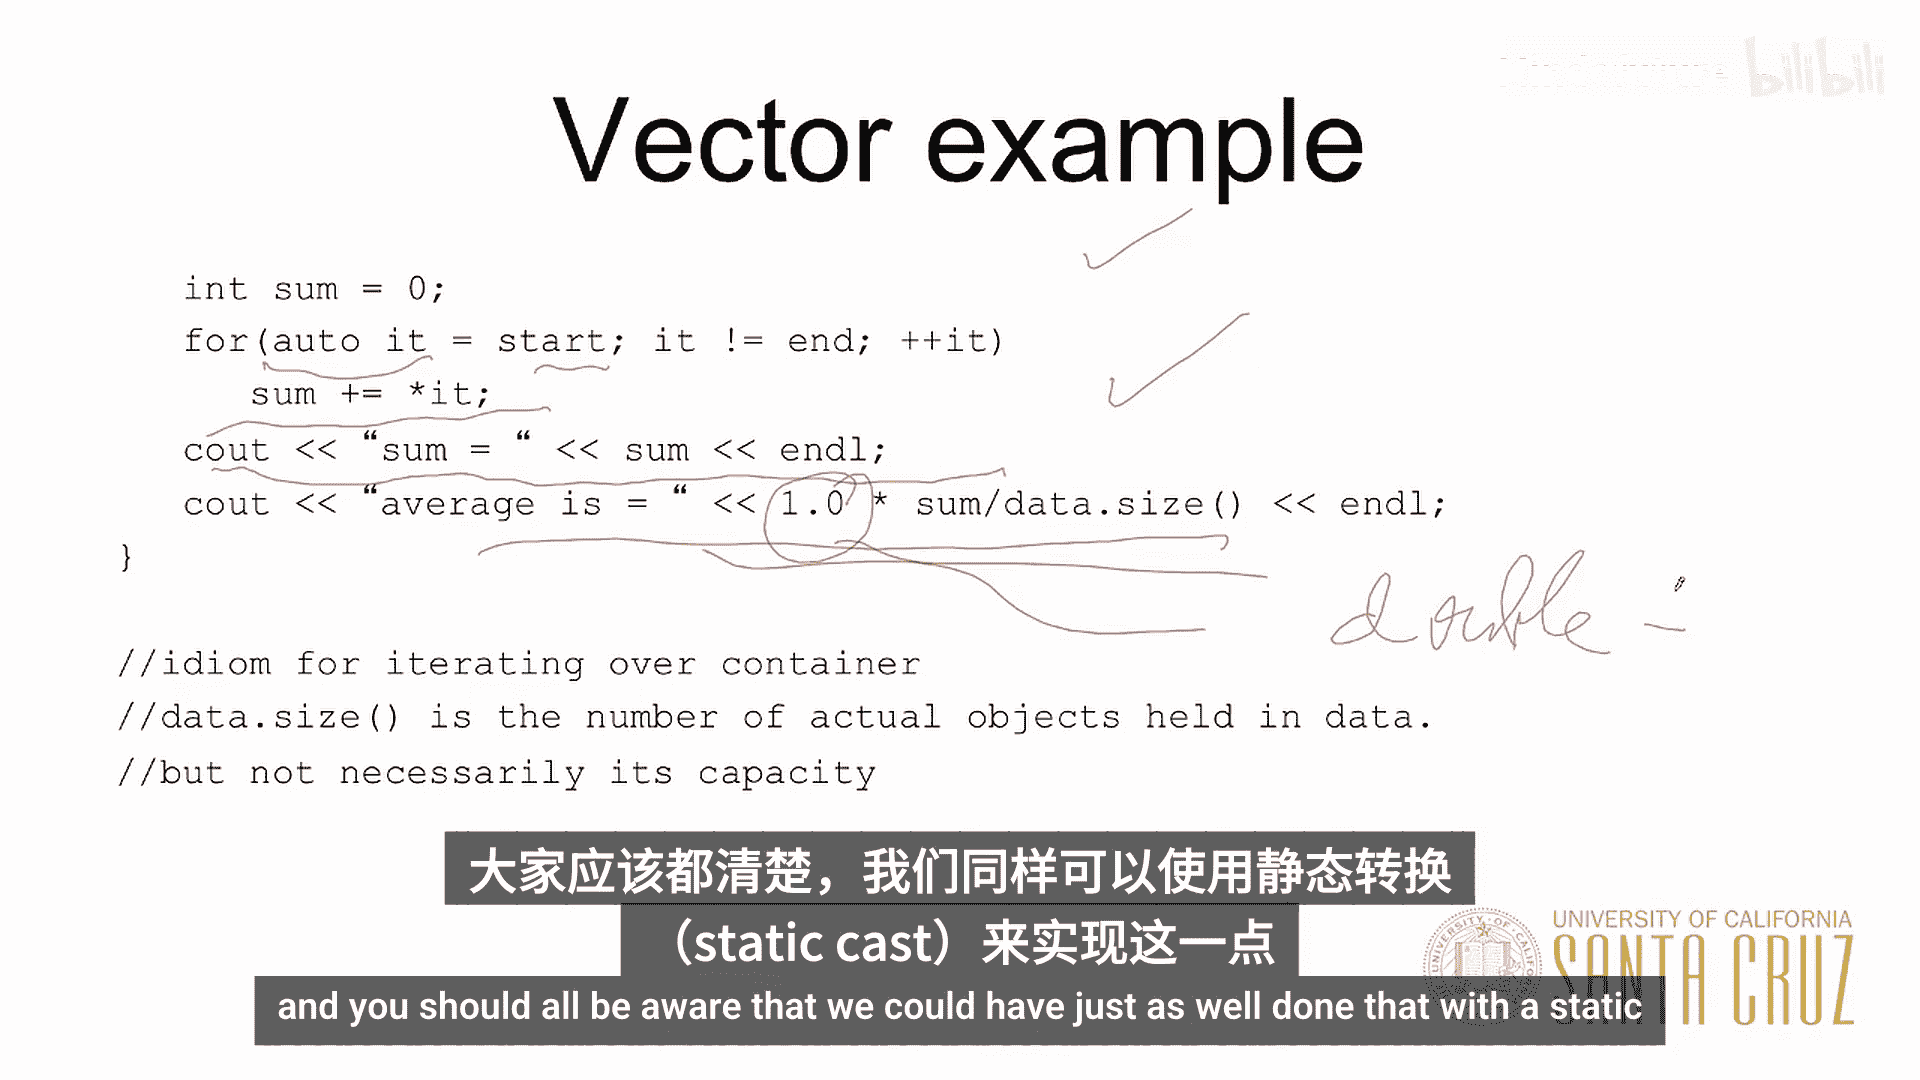 bilibili
Vector example
int sum = 0;
for(auto it = start; it != end; ++it)
sum += *it;
cout << “sum = “ << sum << endl;
cout << “average is = “ << 1.0 * sum/data.size() << endl;
}
double -
//idiom for iterating over container
//data.size() is the number of actual objects held in data.
//but not necessarily its capacity
大家应该都清楚，我们同样可以使用静态转换
（static cast）来实现这一点
UNIVERSITY OF CALIFORNIA
SANTA CRUZ
and you should all be aware that we could have just as well done that with a static